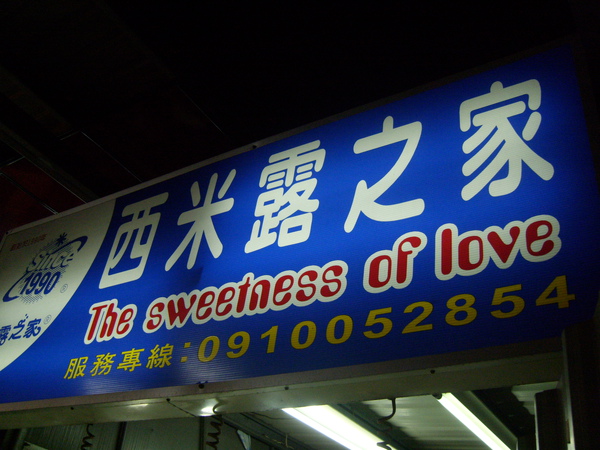 西米露之家
The sweetness of love
服務專線:0910052854
since
1990
露之家